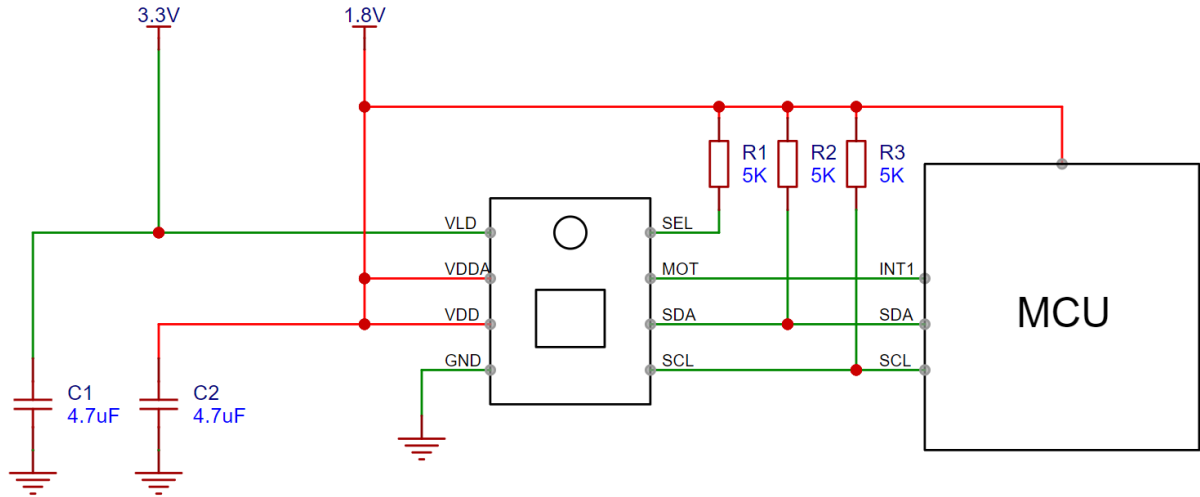 3.3V
1.8V
R1
5K
R2
5K
R3
5K
VLD
SEL
VDDA
MOT
INT1
VDD
SDA
SDA
GND
SCL
SCL
MCU
C1
4.7uF
C2
4.7uF